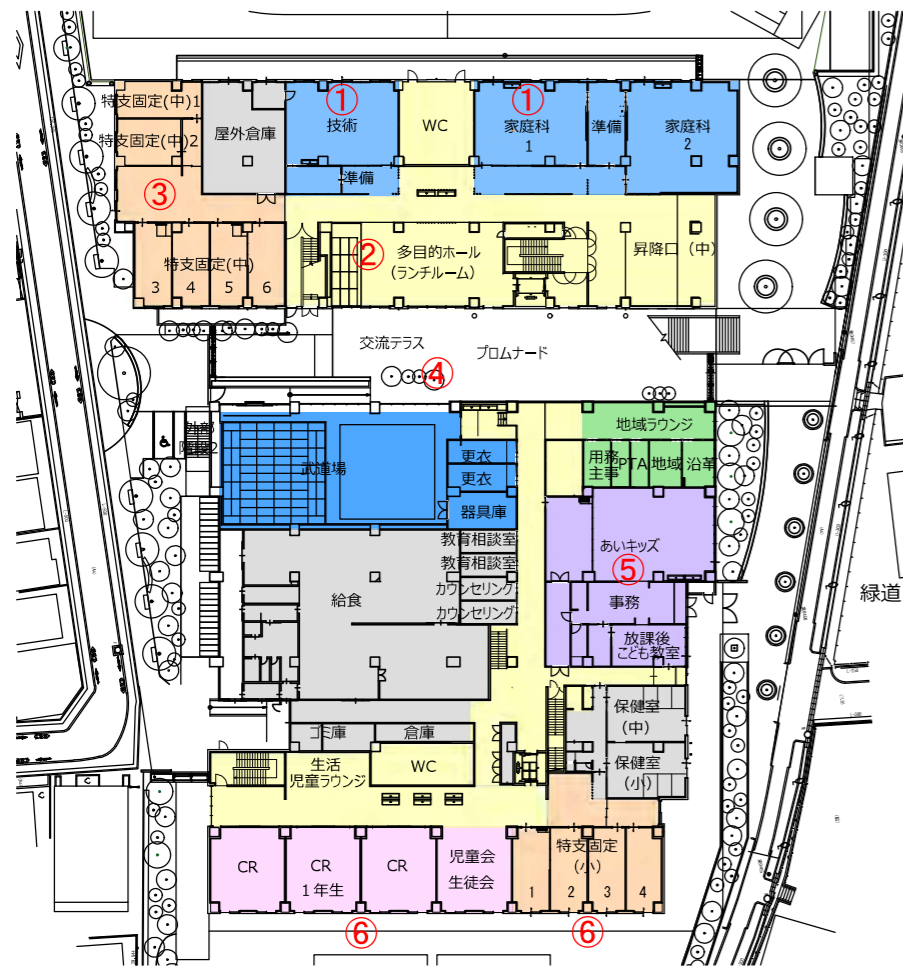 特支固定(中)1
特支固定(中)2
屋外倉庫
①
技術
準備
WC
①
家庭科
1
準備
家庭科
2
③
特支固定(中)
3
4
5
6
②
多目的ホール
(ランチルーム)
昇降口(中)
交流テラス
プロムナード
④
外部
階段2
武道場
更衣
更衣
器具庫
地域ラウンジ
用務
主事
PTA
地域
沿革
教育相談室
教育相談室
カウンセリング
カウンセリング
給食
あいキッズ
⑤
事務
放課後
こども教室
緑道
保健室
(中)
保健室
(小)
ゴミ庫
倉庫
生活
児童ラウンジ
WC
CR
CR
1年生
CR
児童会
生徒会
特支固定
(小)
1
2
3
4
⑥
⑥